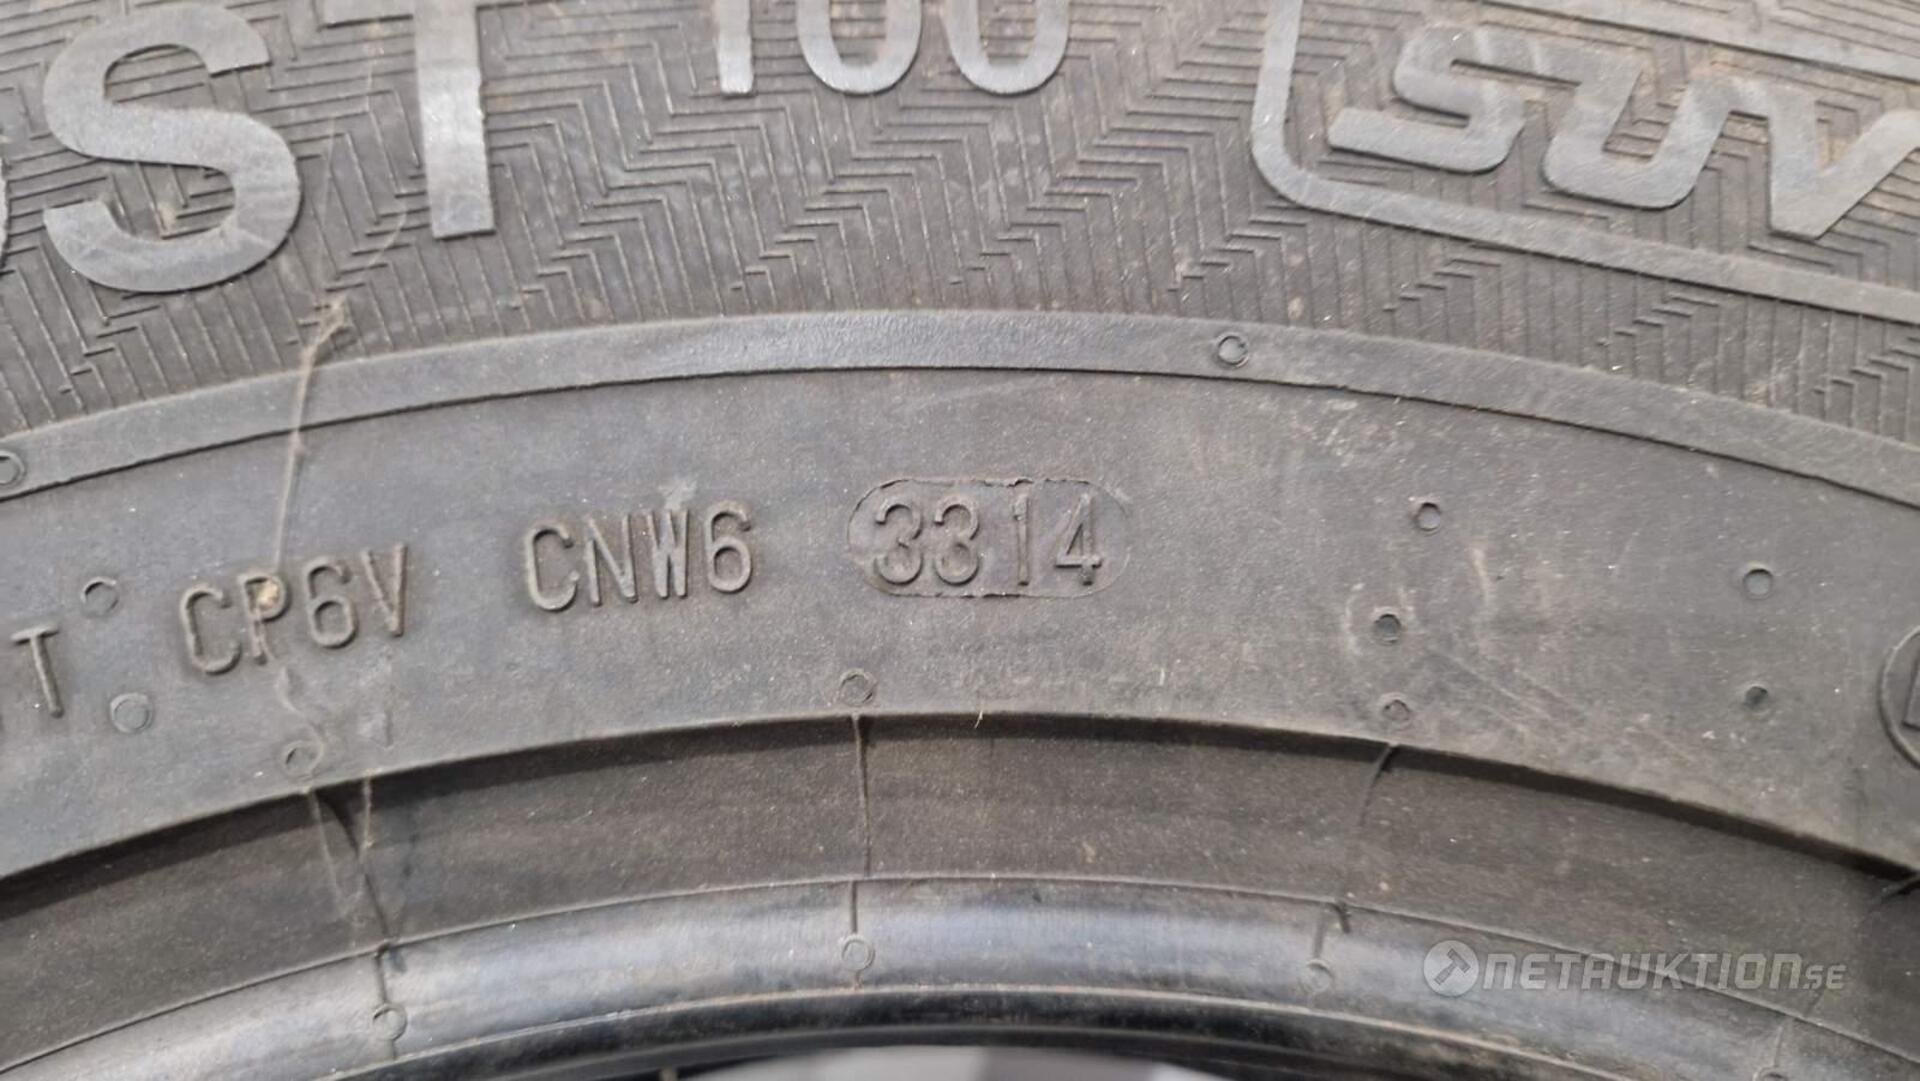 ST 100 SUV
T CP6V CNW6 3314
NETAUKTION.SE